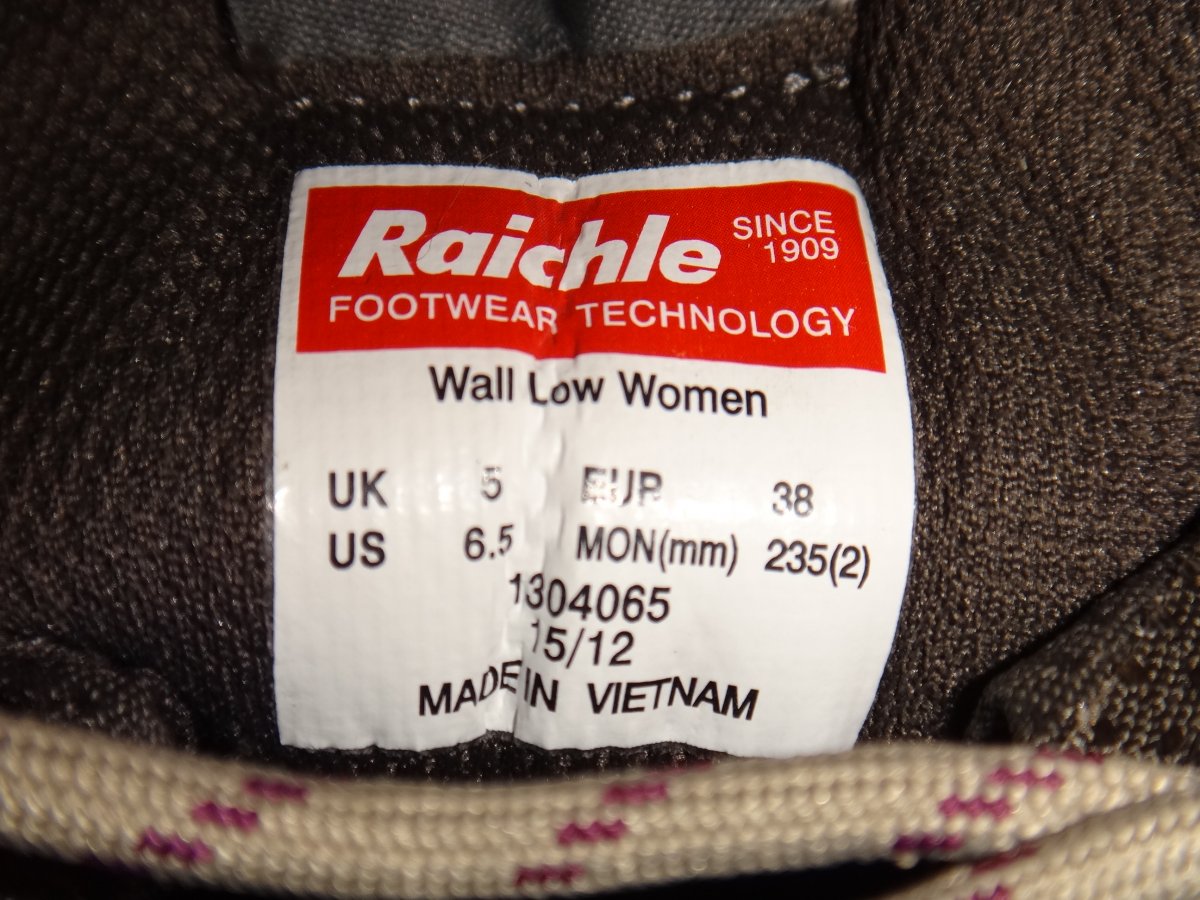 Raichle SINCE 1909
FOOTWEAR TECHNOLOGY
Wall Low Women
UK 5 EUR 38
US 6.5 MON(mm) 235(2)
1304065
15/12
MADE IN VIETNAM